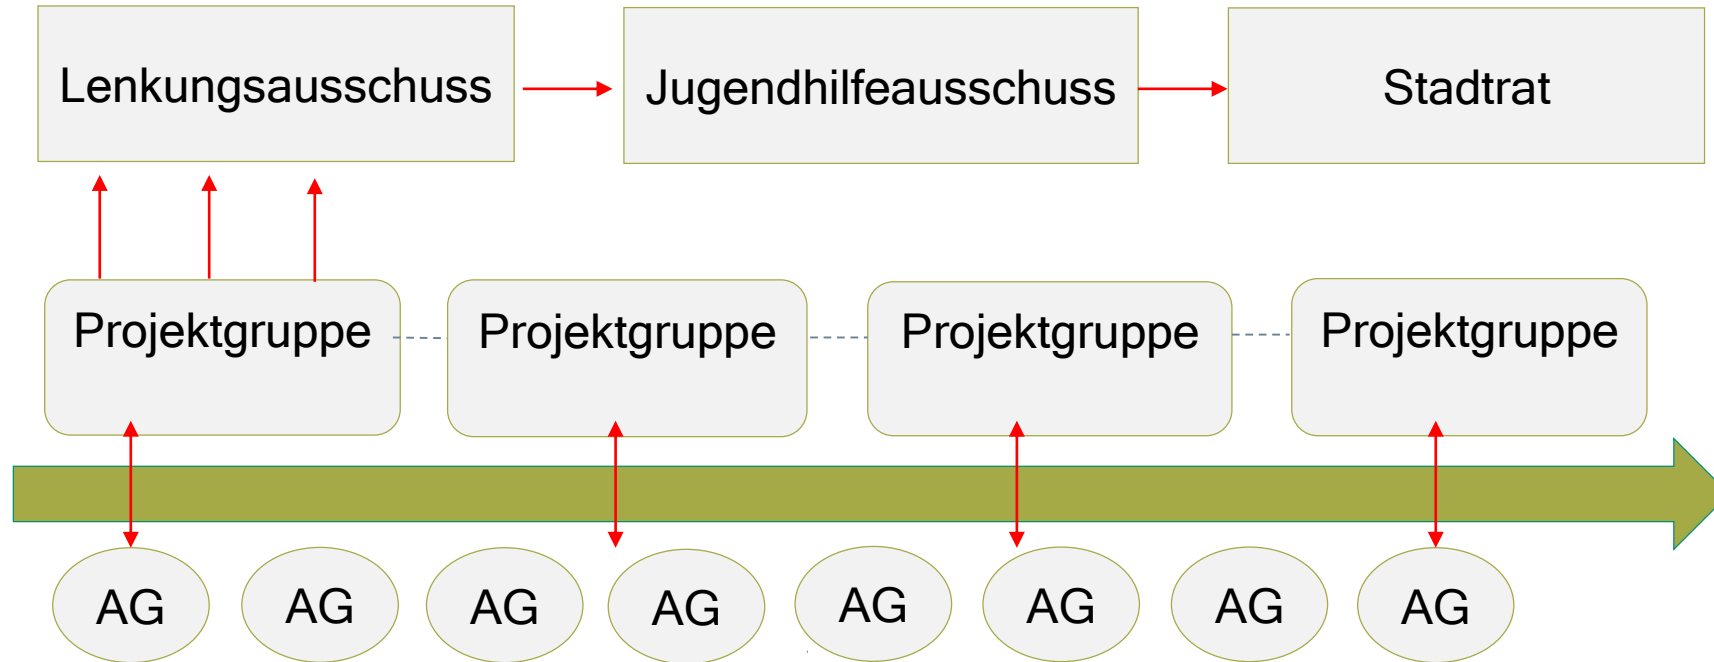 Lenkungsausschuss
Jugendhilfeausschuss
Stadtrat
Projektgruppe
Projektgruppe
Projektgruppe
Projektgruppe
AG
AG
AG
AG
AG
AG
AG
AG